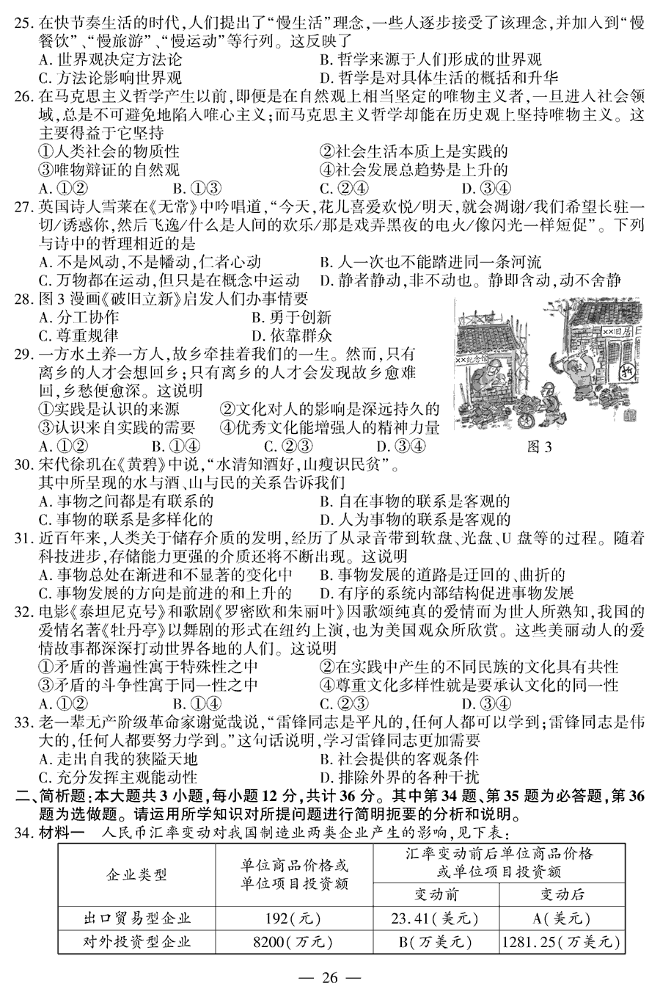 25. 在快节奏生活的时代,人们提出了“慢生活”理念,一些人逐步接受了该理念,并加入到“慢
餐饮”、“慢旅游”、“慢运动”等行列。这反映了
A. 世界观决定方法论 B. 哲学来源于人们形成的世界观
C. 方法论影响世界观 D. 哲学是对具体生活的概括和升华
26. 在马克思主义哲学产生以前,即便是在自然观上相当坚定的唯物主义者,一旦进入社会领
域,总是不可避免地陷入唯心主义;而马克思主义哲学却能在历史观上坚持唯物主义。这
主要得益于它坚持
①人类社会的物质性 ②社会生活本质上是实践的
③唯物辩证的自然观 ④社会发展总趋势是上升的
A. ①② B. ①③ C. ②④ D. ③④
27. 英国诗人雪莱在《无常》中吟唱道,“今天,花儿喜爱欢悦/明天,就会凋谢/我们希望长驻一
切/诱惑你,然后飞逸/什么是人间的欢乐/那是戏弄黑夜的电火/像闪光一样短促”。下列
与诗中的哲理相近的是
A. 不是风动,不是幡动,仁者心动 B. 人一次也不能踏进同一条河流
C. 万物都在运动,但只是在概念中运动 D. 静者静动,非不动也。静即含动,动不舍静
28. 图 3 漫画《破旧立新》启发人们办事情要
A. 分工协作 B. 勇于创新
C. 尊重规律 D. 依靠群众
××纪念馆
××旧居
拆
图 3
29. 一方水土养一方人,故乡牵挂着我们的一生。然而,只有
离乡的人才会想回乡;只有离乡的人才会发现故乡愈难
回,乡愁便愈深。这说明
①实践是认识的来源 ②文化对人的影响是深远持久的
③认识来自实践的需要 ④优秀文化能增强人的精神力量
A. ①② B. ①④ C. ②③ D. ③④
30. 宋代徐玑在《黄碧》中说,“水清知酒好,山瘦识民贫”。
其中所呈现的水与酒、山与民的关系告诉我们
A. 事物之间都是有联系的 B. 自在事物的联系是客观的
C. 事物的联系是多样化的 D. 人为事物的联系是客观的
31. 近百年来,人类关于储存介质的发明,经历了从录音带到软盘、光盘、U 盘等的过程。随着
科技进步,存储能力更强的介质还将不断出现。这说明
A. 事物总处在渐进和不显著的变化中 B. 事物发展的道路是迂回的、曲折的
C. 事物发展的方向是前进的和上升的 D. 有序的系统内部结构促进事物发展
32. 电影《泰坦尼克号》和歌剧《罗密欧和朱丽叶》因歌颂纯真的爱情而为世人所熟知,我国的
爱情名著《牡丹亭》以舞剧的形式在纽约上演,也为美国观众所欣赏。这些美丽动人的爱
情故事都深深打动世界各地的人们。这说明
①矛盾的普遍性寓于特殊性之中 ②在实践中产生的不同民族的文化具有共性
③矛盾的斗争性寓于同一性之中 ④尊重文化多样性就是要承认文化的同一性
A. ①② B. ①④ C. ②③ D. ③④
33. 老一辈无产阶级革命家谢觉哉说,“雷锋同志是平凡的,任何人都可以学到;雷锋同志是伟
大的,任何人都要努力学到。”这句话说明,学习雷锋同志更加需要
A. 走出自我的狭隘天地 B. 社会提供的客观条件
C. 充分发挥主观能动性 D. 排除外界的各种干扰
二、简析题:本大题共 3 小题,每小题 12 分,共计 36 分。其中第 34 题、第 35 题为必答题,第 36
题为选做题。请运用所学知识对所提问题进行简明扼要的分析和说明。
34. 材料一 人民币汇率变动对我国制造业两类企业产生的影响,见下表:
企业类型 单位商品价格或 单位项目投资额 汇率变动前后单位商品价格 或单位项目投资额
变动前 变动后
出口贸易型企业 192(元) 23.41(美元) A(美元)
对外投资型企业 8200(万元) B(万美元) 1281.25(万美元)
— 26 —